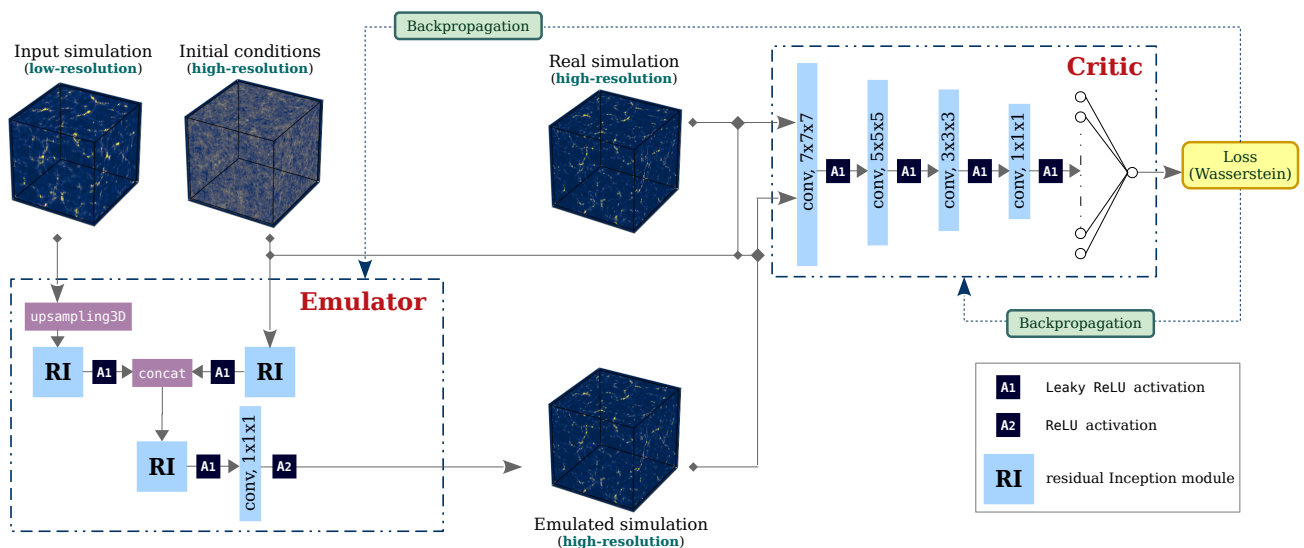 Backpropagation
Input simulation
(low-resolution)
Initial conditions
(high-resolution)
Real simulation
(high-resolution)
Critic
conv, 7x7x7
A1
conv, 5x5x5
A1
conv, 3x3x3
A1
conv, 1x1x1
A1
Loss
(Wasserstein)
Emulator
upsampling3D
RI
A1
concat
A1
RI
RI
A1
conv, 1x1x1
A2
Emulated simulation
(high-resolution)
Backpropagation
A1 Leaky ReLU activation
A2 ReLU activation
RI residual Inception module